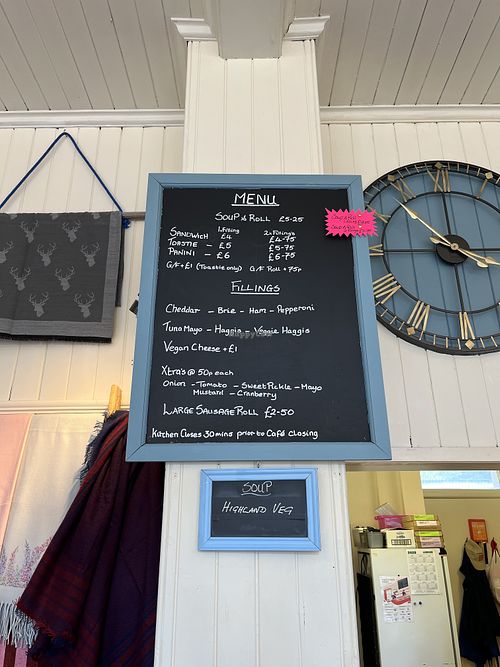 MENU
SOUP & ROLL £5-25
1 Filling 2 x Fillings
SANDWICH £4 £4-75
TOASTIE - £5 £5-75
PANINI - £6 £6-75
G/F + £1 (Toastie only) G/F Roll + 75p
FILLINGS
Cheddar - Brie - Ham - Pepperoni
Tuna Mayo - Haggis - Veggie Haggis
Vegan Cheese + £1
Xtra's @ 50p each
Onion - Tomato - Sweet Pickle - Mayo
Mustard - Cranberry
LARGE SAUSAGE ROLL £2-50
Kitchen Closes 30 mins prior to Café Closing
SOUP
HIGHLAND VEG